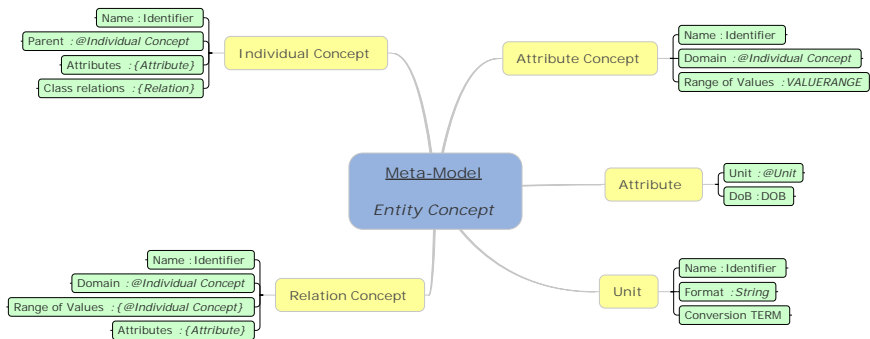 Name : Identifier
Parent : @Individual Concept
Attributes : {Attribute}
Class relations : {Relation}
Individual Concept
Attribute Concept
Name : Identifier
Domain : @Individual Concept
Range of Values : VALUERANGE
Meta-Model
Entity Concept
Attribute
Unit : @Unit
DoB : DOB
Name : Identifier
Domain : @Individual Concept
Range of Values : {@Individual Concept}
Attributes : {Attribute}
Relation Concept
Unit
Name : Identifier
Format : String
Conversion TERM